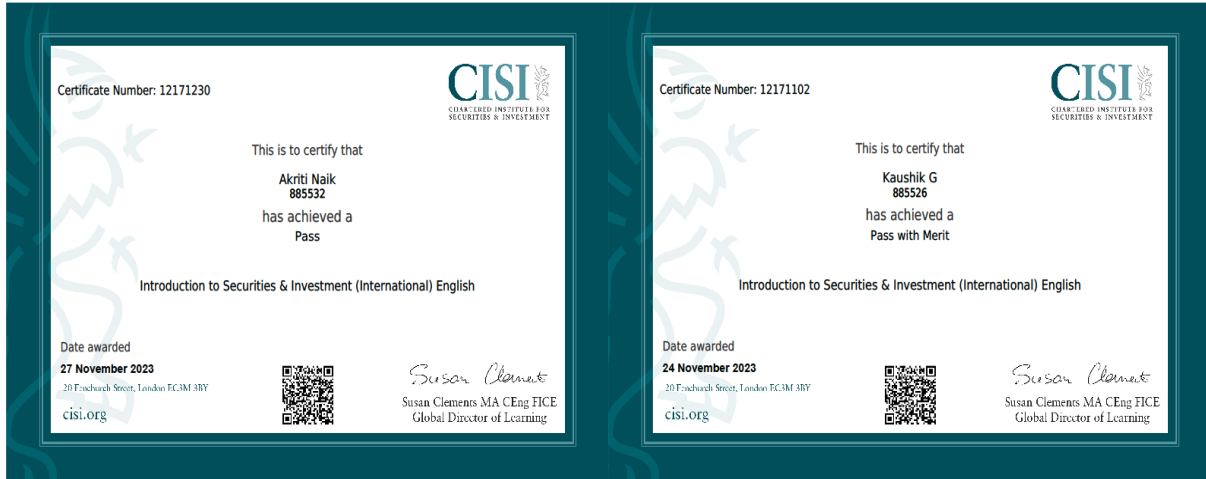 Certificate Number: 12171230
CISI
CHARTERED INSTITUTE FOR
SECURITIES & INVESTMENT
This is to certify that
Akriti Naik
885532
has achieved a
Pass
Introduction to Securities & Investment (International) English
Date awarded
27 November 2023
20 Fenchurch Street, London EC3M 3BY
cisi.org
Susan Clements
Susan Clements MA CEng FICE
Global Director of Learning
Certificate Number: 12171102
CISI
CHARTERED INSTITUTE FOR
SECURITIES & INVESTMENT
This is to certify that
Kaushik G
885526
has achieved a
Pass with Merit
Introduction to Securities & Investment (International) English
Date awarded
24 November 2023
20 Fenchurch Street, London EC3M 3BY
cisi.org
Susan Clements
Susan Clements MA CEng FICE
Global Director of Learning